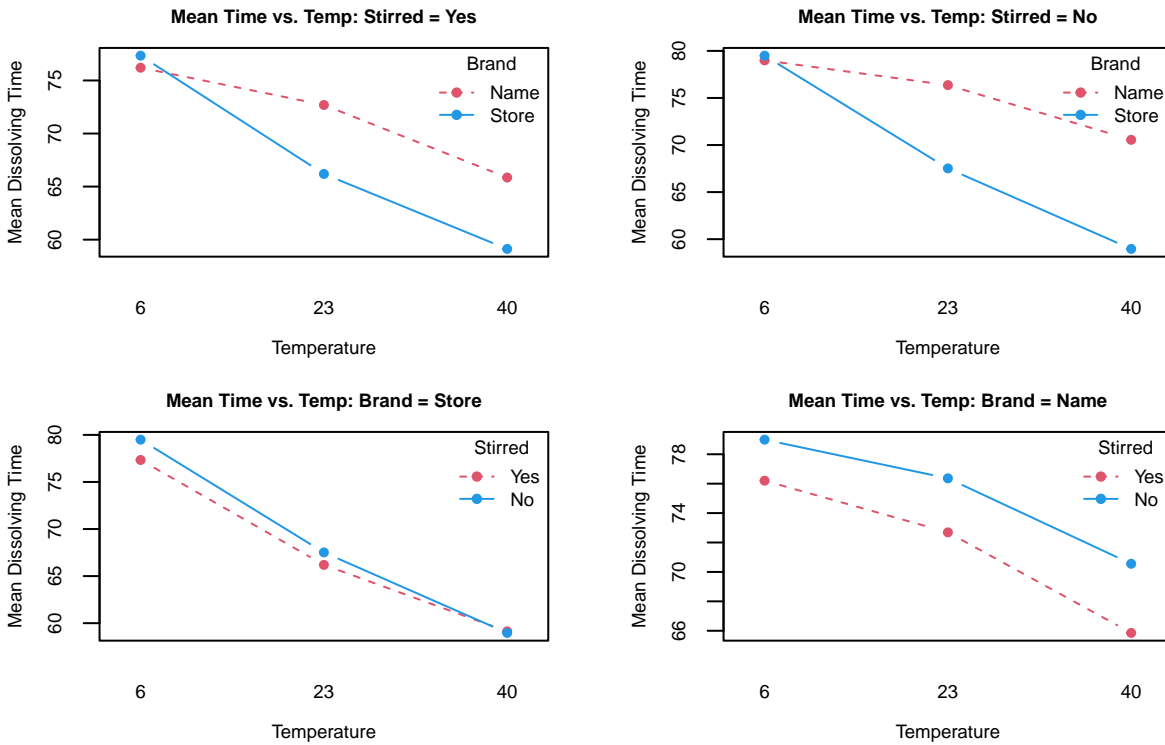 Mean Time vs. Temp: Stirred = Yes
Mean Dissolving Time
75
70
65
60
Brand
Name
Store
6 23 40
Temperature
Mean Time vs. Temp: Stirred = No
Mean Dissolving Time
80
75
70
65
60
Brand
Name
Store
6 23 40
Temperature
Mean Time vs. Temp: Brand = Store
Mean Dissolving Time
80
75
70
65
60
Stirred
Yes
No
6 23 40
Temperature
Mean Time vs. Temp: Brand = Name
Mean Dissolving Time
78
74
70
66
Stirred
Yes
No
6 23 40
Temperature